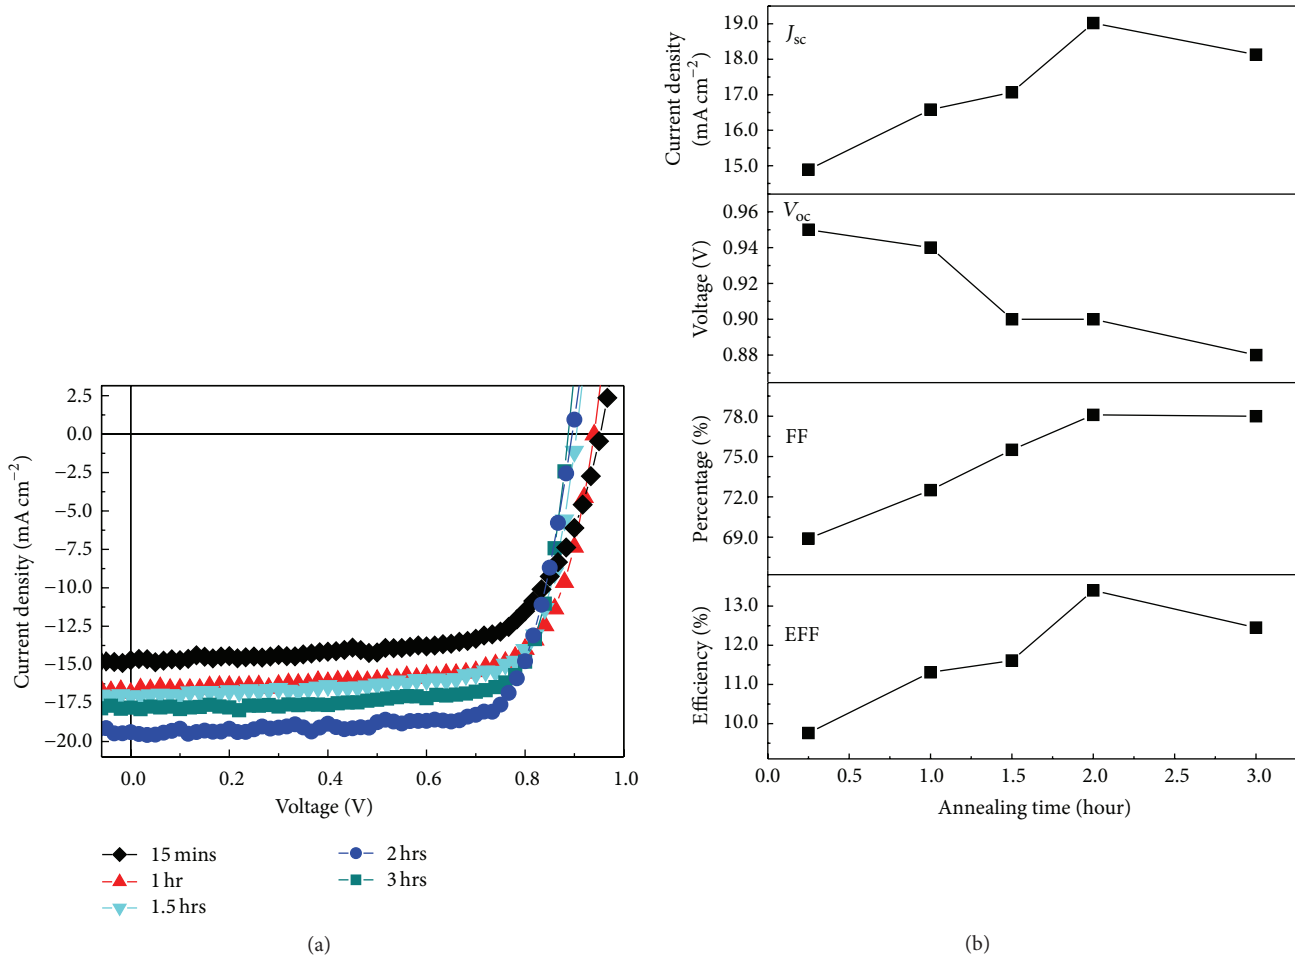 2.5
0.0
−2.5
−5.0
−7.5
−10.0
−12.5
−15.0
−17.5
−20.0
Current density (mA cm−2)
0.0 0.2 0.4 0.6 0.8 1.0
Voltage (V)
15 mins
1 hr
1.5 hrs
2 hrs
3 hrs
(a)
Current density
(mA cm−2)
19.0
18.0
17.0
16.0
15.0
Jsc
Voltage (V)
0.96
0.94
0.92
0.90
0.88
Voc
Percentage (%)
78.0
75.0
72.0
69.0
FF
Efficiency (%)
13.0
12.0
11.0
10.0
EFF
0.0 0.5 1.0 1.5 2.0 2.5 3.0
Annealing time (hour)
(b)